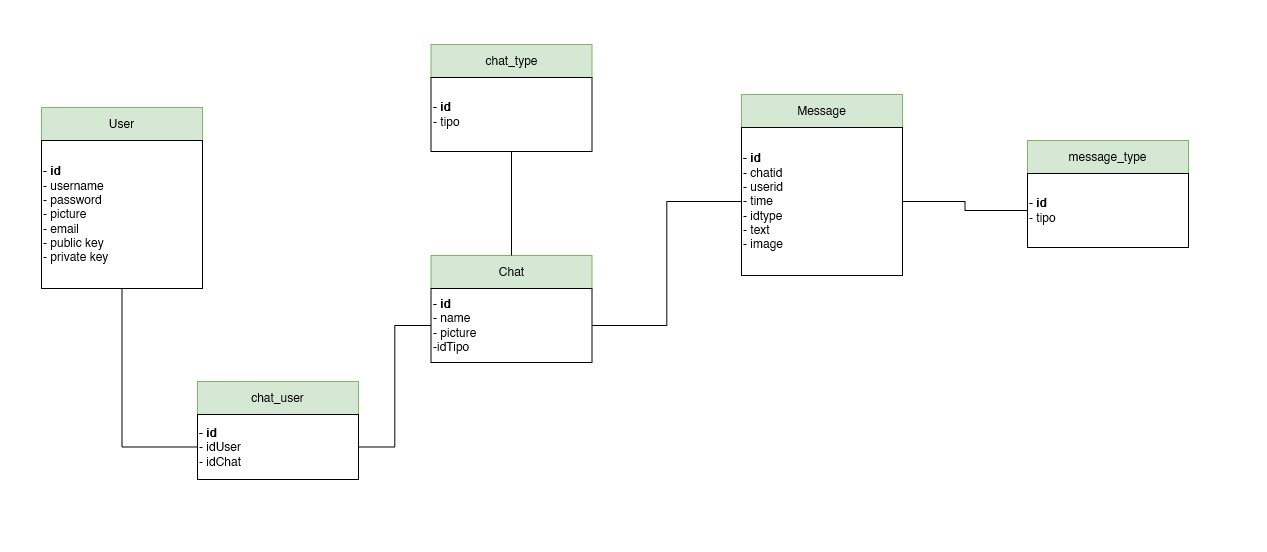 User
- id
- username
- password
- picture
- email
- public key
- private key
chat_type
- id
- tipo
Chat
- id
- name
- picture
-idTipo
chat_user
- id
- idUser
- idChat
Message
- id
- chatid
- userid
- time
- idtype
- text
- image
message_type
- id
- tipo